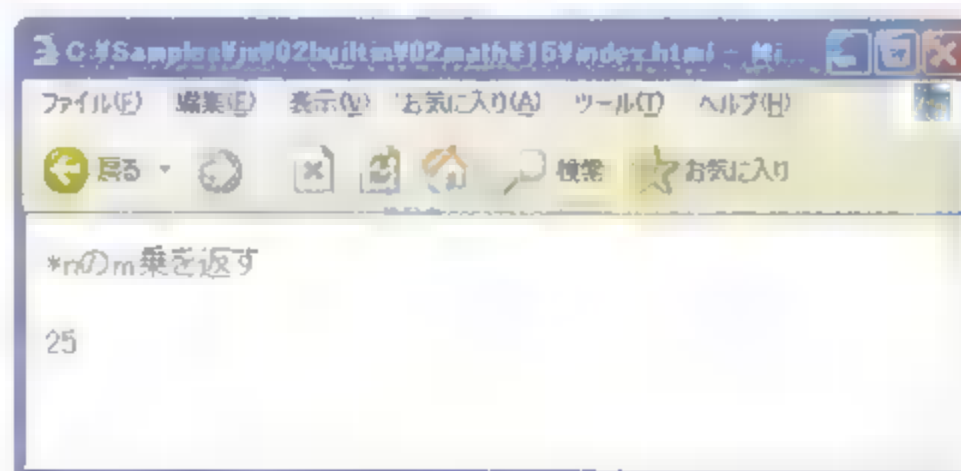 C:¥Samples¥js¥02builtin¥02math¥15¥index.html - Mi...
ファイル(F) 編集(E) 表示(V) お気に入り(A) ツール(T) ヘルプ(H)
戻る 検索 お気に入り
*nのm乗を返す
25